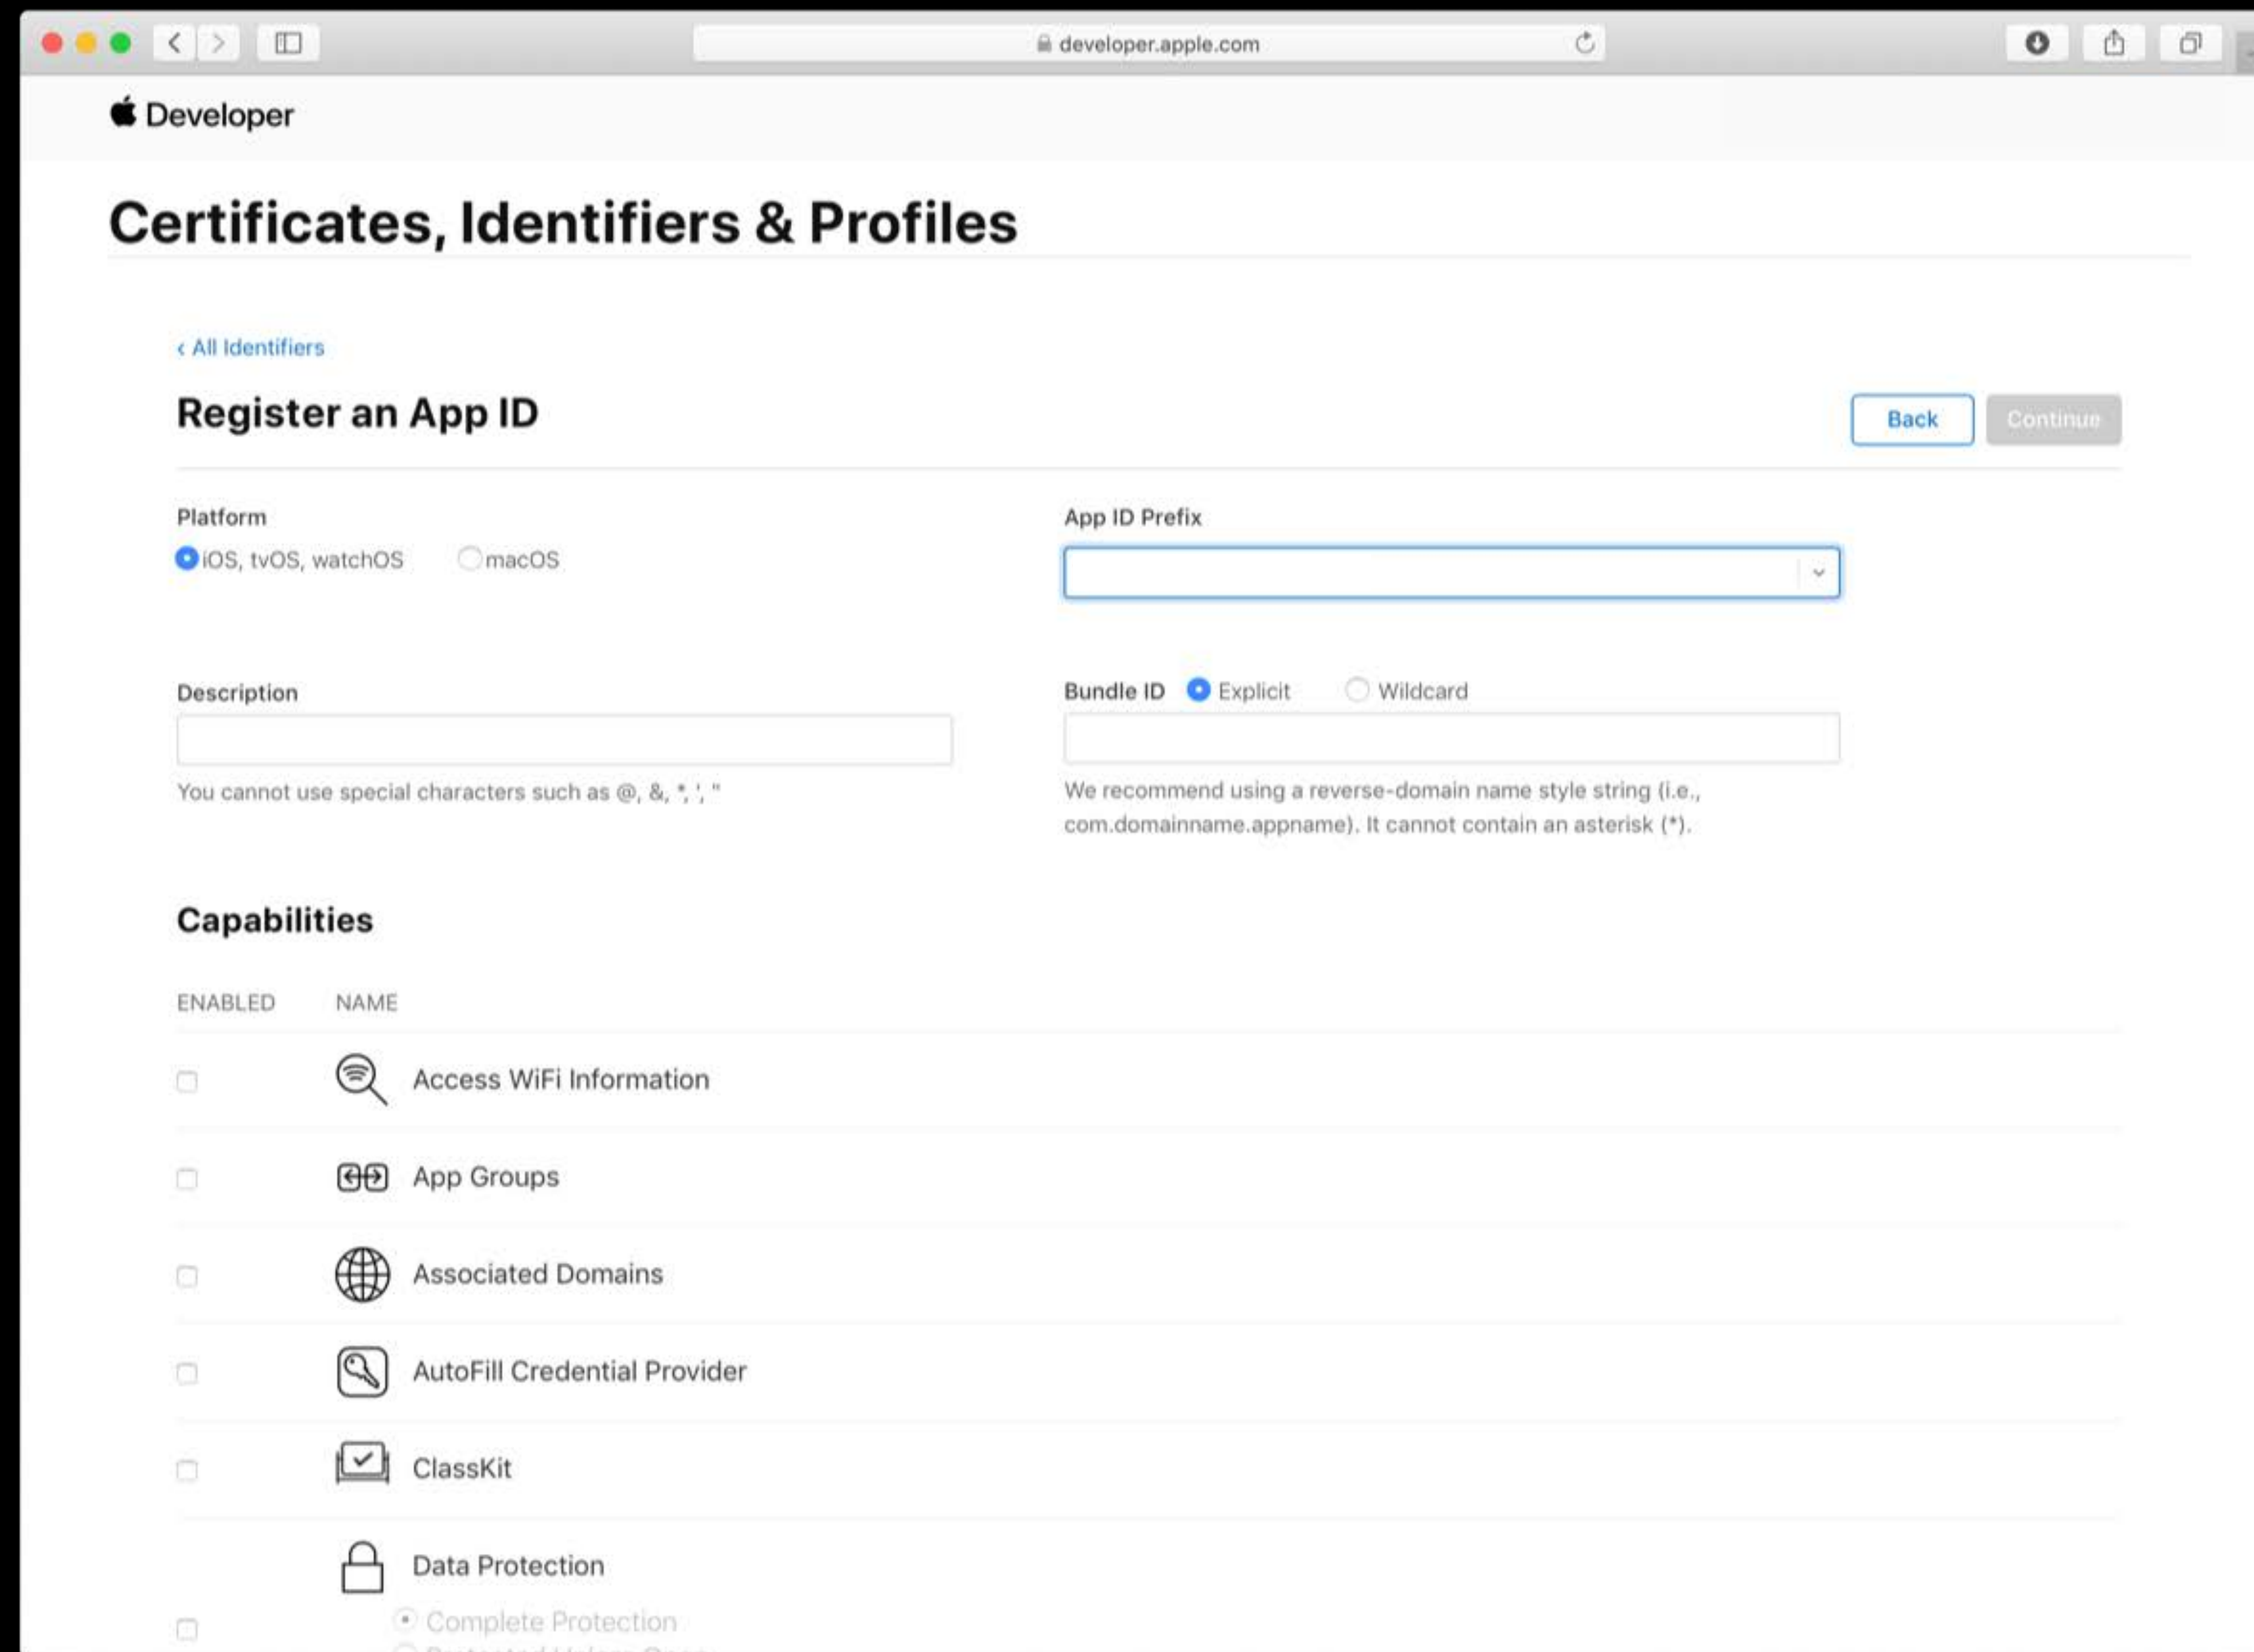 developer.apple.com
Developer
Certificates, Identifiers & Profiles
‹ All Identifiers
Register an App ID
Back
Continue
Platform
iOS, tvOS, watchOS
macOS
App ID Prefix
Description
You cannot use special characters such as @, &, *, ', "
Bundle ID
Explicit
Wildcard
We recommend using a reverse-domain name style string (i.e.,
com.domainname.appname). It cannot contain an asterisk (*).
Capabilities
ENABLED NAME
Access WiFi Information
App Groups
Associated Domains
AutoFill Credential Provider
ClassKit
Data Protection
Complete Protection